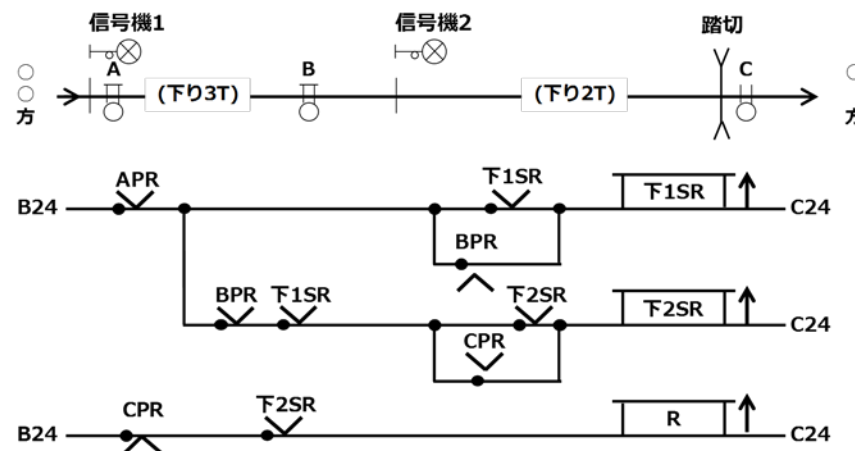 信号機1
信号機2
踏切
A
B
C
○○方
(下り3T)
(下り2T)
○方
APR
下1SR
下1SR
B24
C24
BPR
BPR
下1SR
下2SR
下2SR
C24
CPR
CPR
下2SR
R
B24
C24